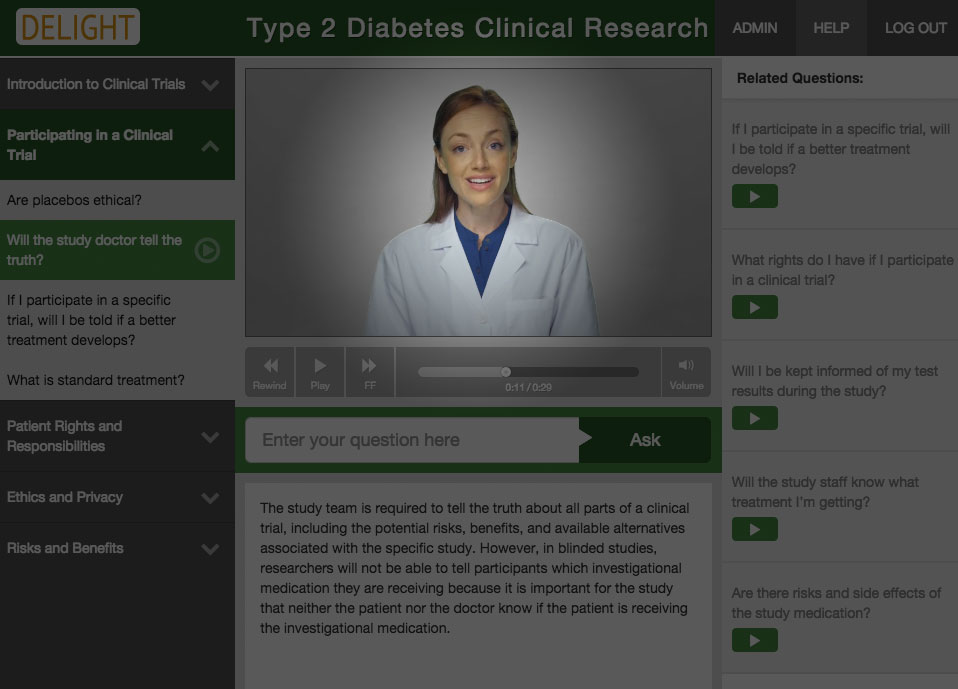 DELIGHT
Type 2 Diabetes Clinical Research
ADMIN
HELP
LOG OUT
Introduction to Clinical Trials
Participating In a Clinical
Trial
Are placebos ethical?
Will the study doctor tell the
truth?
If I participate in a specific
trial, will I be told if a better
treatment develops?
What is standard treatment?
Patient Rights and
Responsibilities
Ethics and Privacy
Risks and Benefits
Rewind
Play
FF
0:11 / 0:29
Volume
Enter your question here
Ask
The study team is required to tell the truth about all parts of a clinical
trial, including the potential risks, benefits, and available alternatives
associated with the specific study. However, in blinded studies,
researchers will not be able to tell participants which investigational
medication they are receiving because it is important for the study
that neither the patient nor the doctor know if the patient is receiving
the investigational medication.
Related Questions:
If I participate in a specific trial, will
I be told if a better treatment
develops?
What rights do I have if I participate
in a clinical trial?
Will I be kept informed of my test
results during the study?
Will the study staff know what
treatment I'm getting?
Are there risks and side effects of
the study medication?